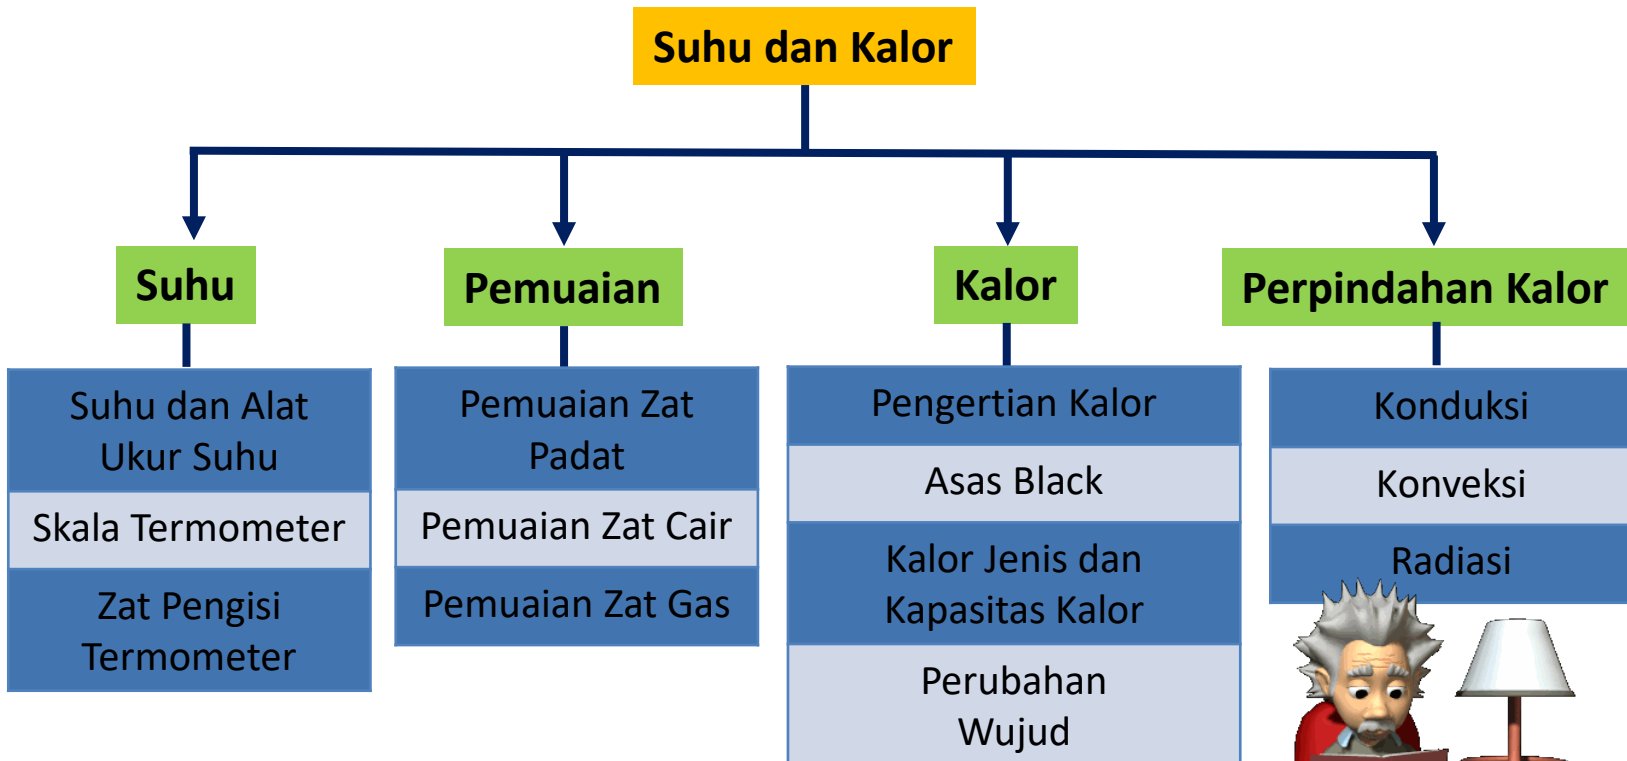 Suhu dan Kalor
Suhu
Pemuaian
Kalor
Perpindahan Kalor
Suhu dan Alat
Ukur Suhu
Skala Termometer
Zat Pengisi
Termometer
Pemuaian Zat
Padat
Pemuaian Zat Cair
Pemuaian Zat Gas
Pengertian Kalor
Asas Black
Kalor Jenis dan
Kapasitas Kalor
Perubahan
Wujud
Konduksi
Konveksi
Radiasi